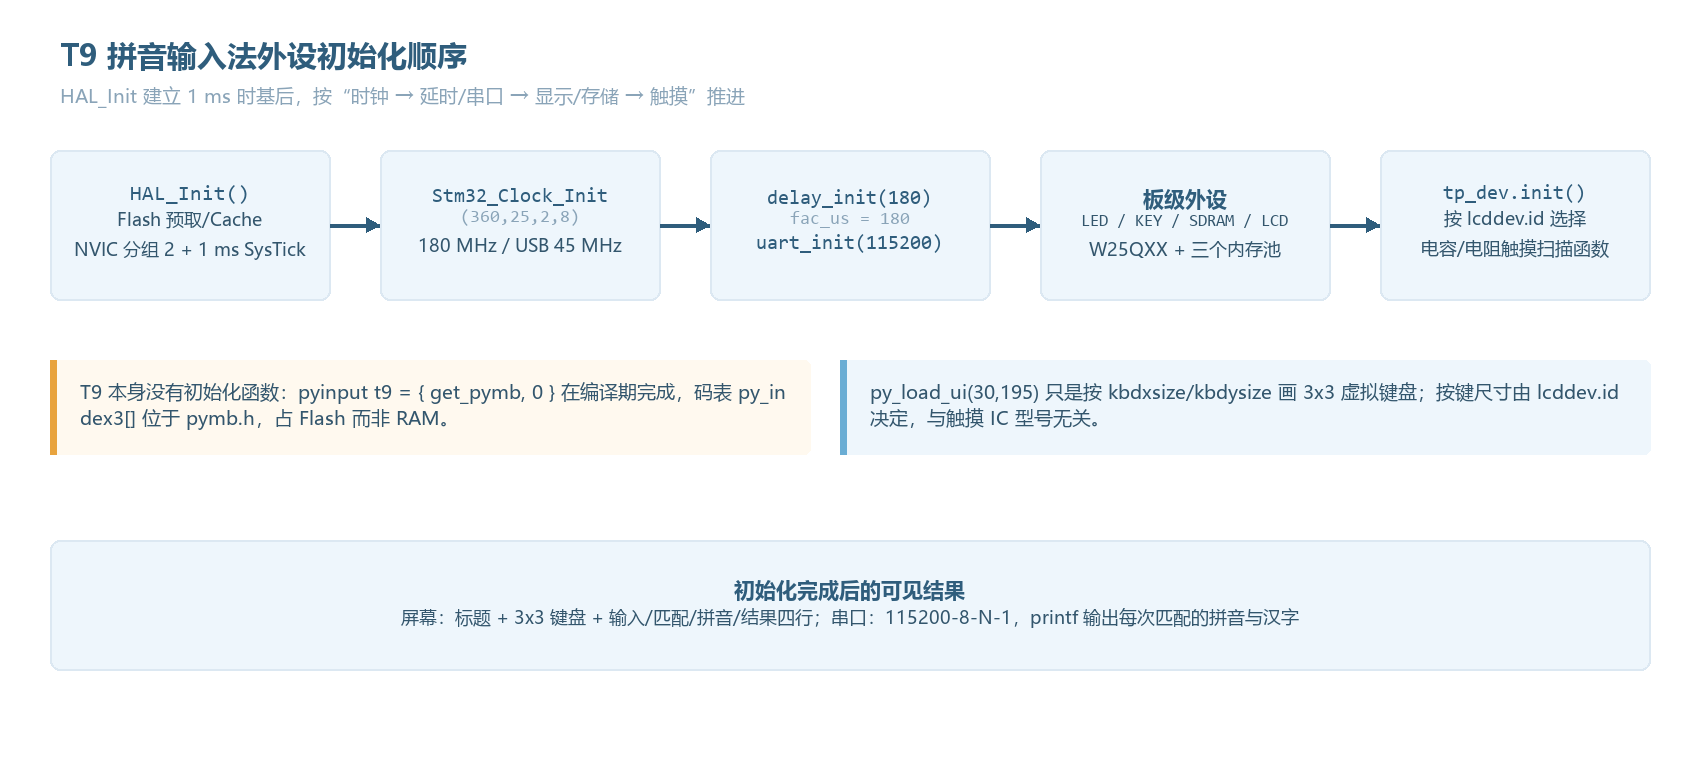 T9 拼音输入法外设初始化顺序
HAL_Init 建立 1 ms 时基后，按“时钟 → 延时/串口 → 显示/存储 → 触摸”推进
HAL_Init()
Flash 预取/Cache
NVIC 分组 2 + 1 ms SysTick
Stm32_Clock_Init
(360,25,2,8)
180 MHz / USB 45 MHz
delay_init(180)
fac_us = 180
uart_init(115200)
板级外设
LED / KEY / SDRAM / LCD
W25QXX + 三个内存池
tp_dev.init()
按 lcddev.id 选择
电容/电阻触摸扫描函数
T9 本身没有初始化函数：pyinput t9 = { get_pymb, 0 } 在编译期完成，码表 py_in
dex3[] 位于 pymb.h，占 Flash 而非 RAM。
py_load_ui(30,195) 只是按 kbdxsize/kbdysize 画 3x3 虚拟键盘；按键尺寸由 lcddev.id
决定，与触摸 IC 型号无关。
初始化完成后的可见结果
屏幕：标题 + 3x3 键盘 + 输入/匹配/拼音/结果四行；串口：115200-8-N-1，printf 输出每次匹配的拼音与汉字